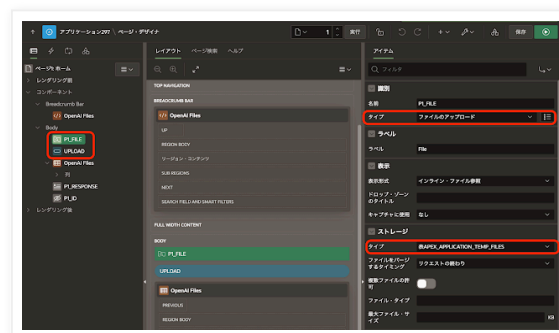 アプリケーション297 \ ページ・デザイナ
1
実行
保存
レイアウト ページ検索 ヘルプ
アイテム
ページ1: ホーム
レンダリング前
コンポーネント
Breadcrumb Bar
OpenAI Files
Body
P1_FILE
UPLOAD
OpenAI Files
列
P1_RESPONSE
P1_ID
レンダリング後
TOP NAVIGATION
BREADCRUMB BAR
OpenAI Files
UP
REGION BODY
リージョン・コンテンツ
SUB REGIONS
NEXT
SEARCH FIELD AND SMART FILTERS
FULL WIDTH CONTENT
BODY
P1_FILE
UPLOAD
OpenAI Files
PREVIOUS
REGION BODY
フィルタ
識別
名前 P1_FILE
タイプ ファイルのアップロード
ラベル
ラベル File
表示
表示形式 インライン・ファイル参照
ドロップ・ゾーンのタイトル
キャプチャに使用 なし
ストレージ
タイプ 表APEX_APPLICATION_TEMP_FILES
ファイルをパージするタイミング リクエストの終わり
複数ファイルの許可
ファイル・タイプ
最大ファイル・サイズ KB